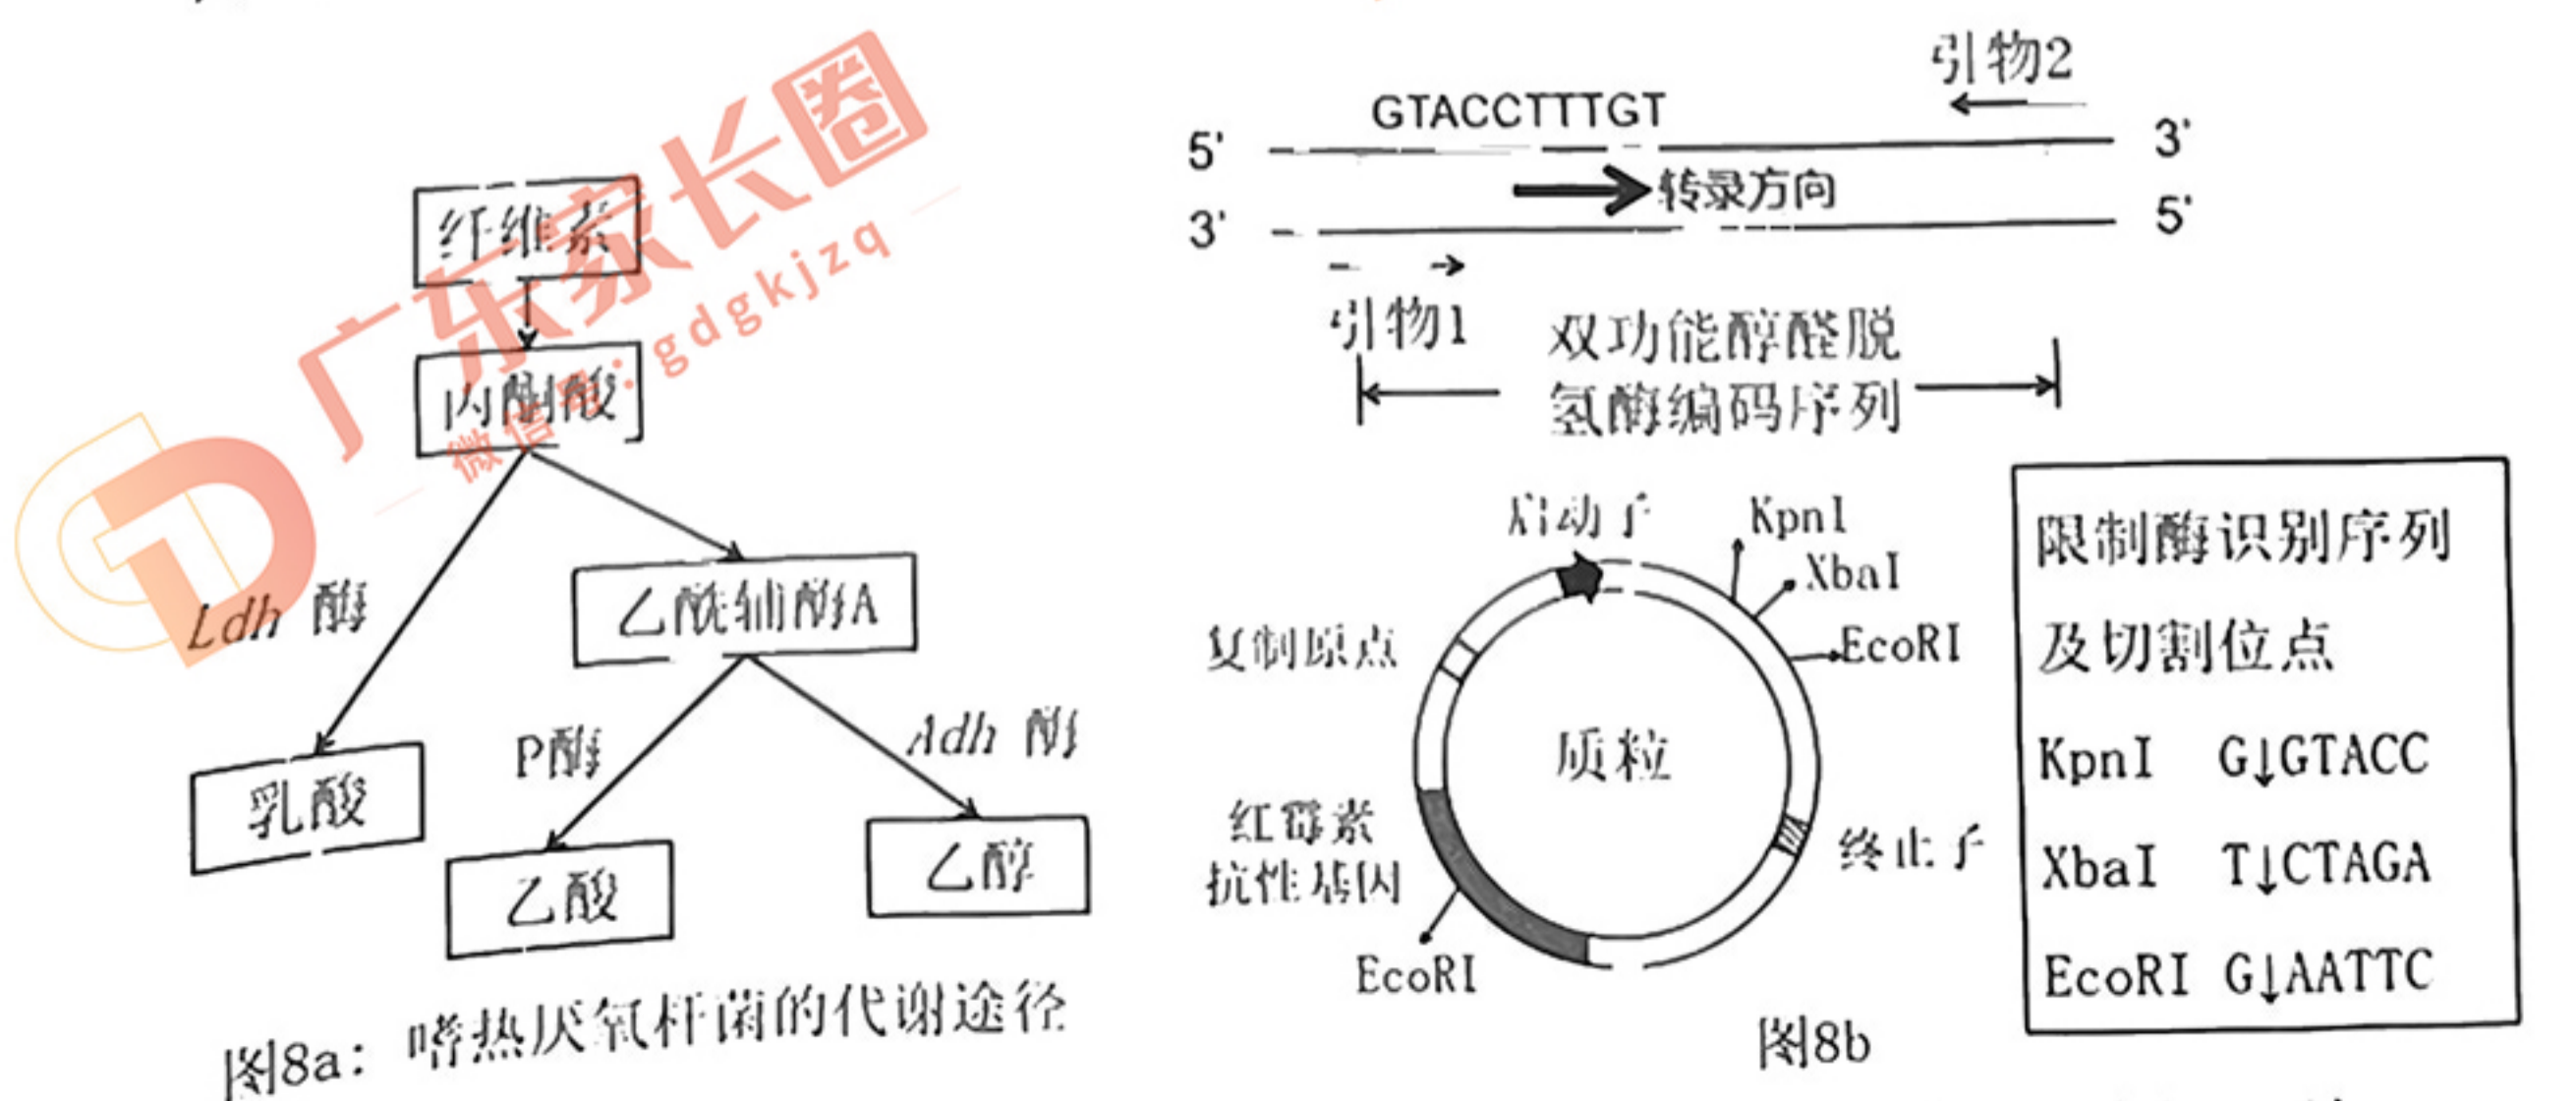 广东家长圈
微信号：gdgkjzq
纤维素
丙酮酸
Ldh 酶
乙酰辅酶A
P酶
Adh 酶
乳酸
乙酸
乙醇
图8a：嗜热厌氧杆菌的代谢途径
引物2
GTACCTTTGT
5'
3'
转录方向
3'
5'
引物1
双功能醇醛脱
氢酶编码序列
启动子
KpnI
XbaI
EcoRI
复制原点
质粒
红霉素
抗性基因
终止子
EcoRI
图8b
限制酶识别序列
及切割位点
KpnI G↓GTACC
XbaI T↓CTAGA
EcoRI G↓AATTC